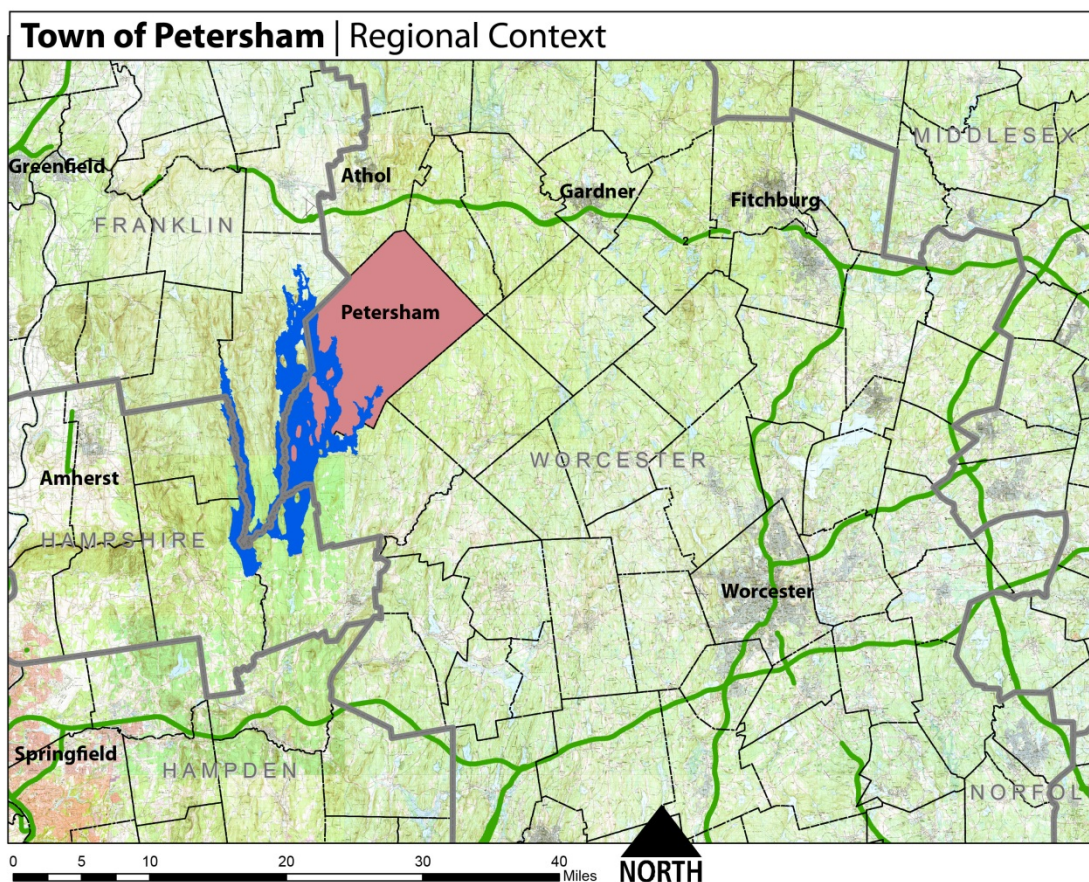 Town of Petersham | Regional Context
MIDDLESEX
Greenfield
Athol
Gardner
Fitchburg
FRANKLIN
2
Petersham
WORCESTER
Amherst
HAMPSHIRE
Worcester
Springfield
HAMPDEN
NORFOL
0 5 10 20 30 40
Miles
NORTH